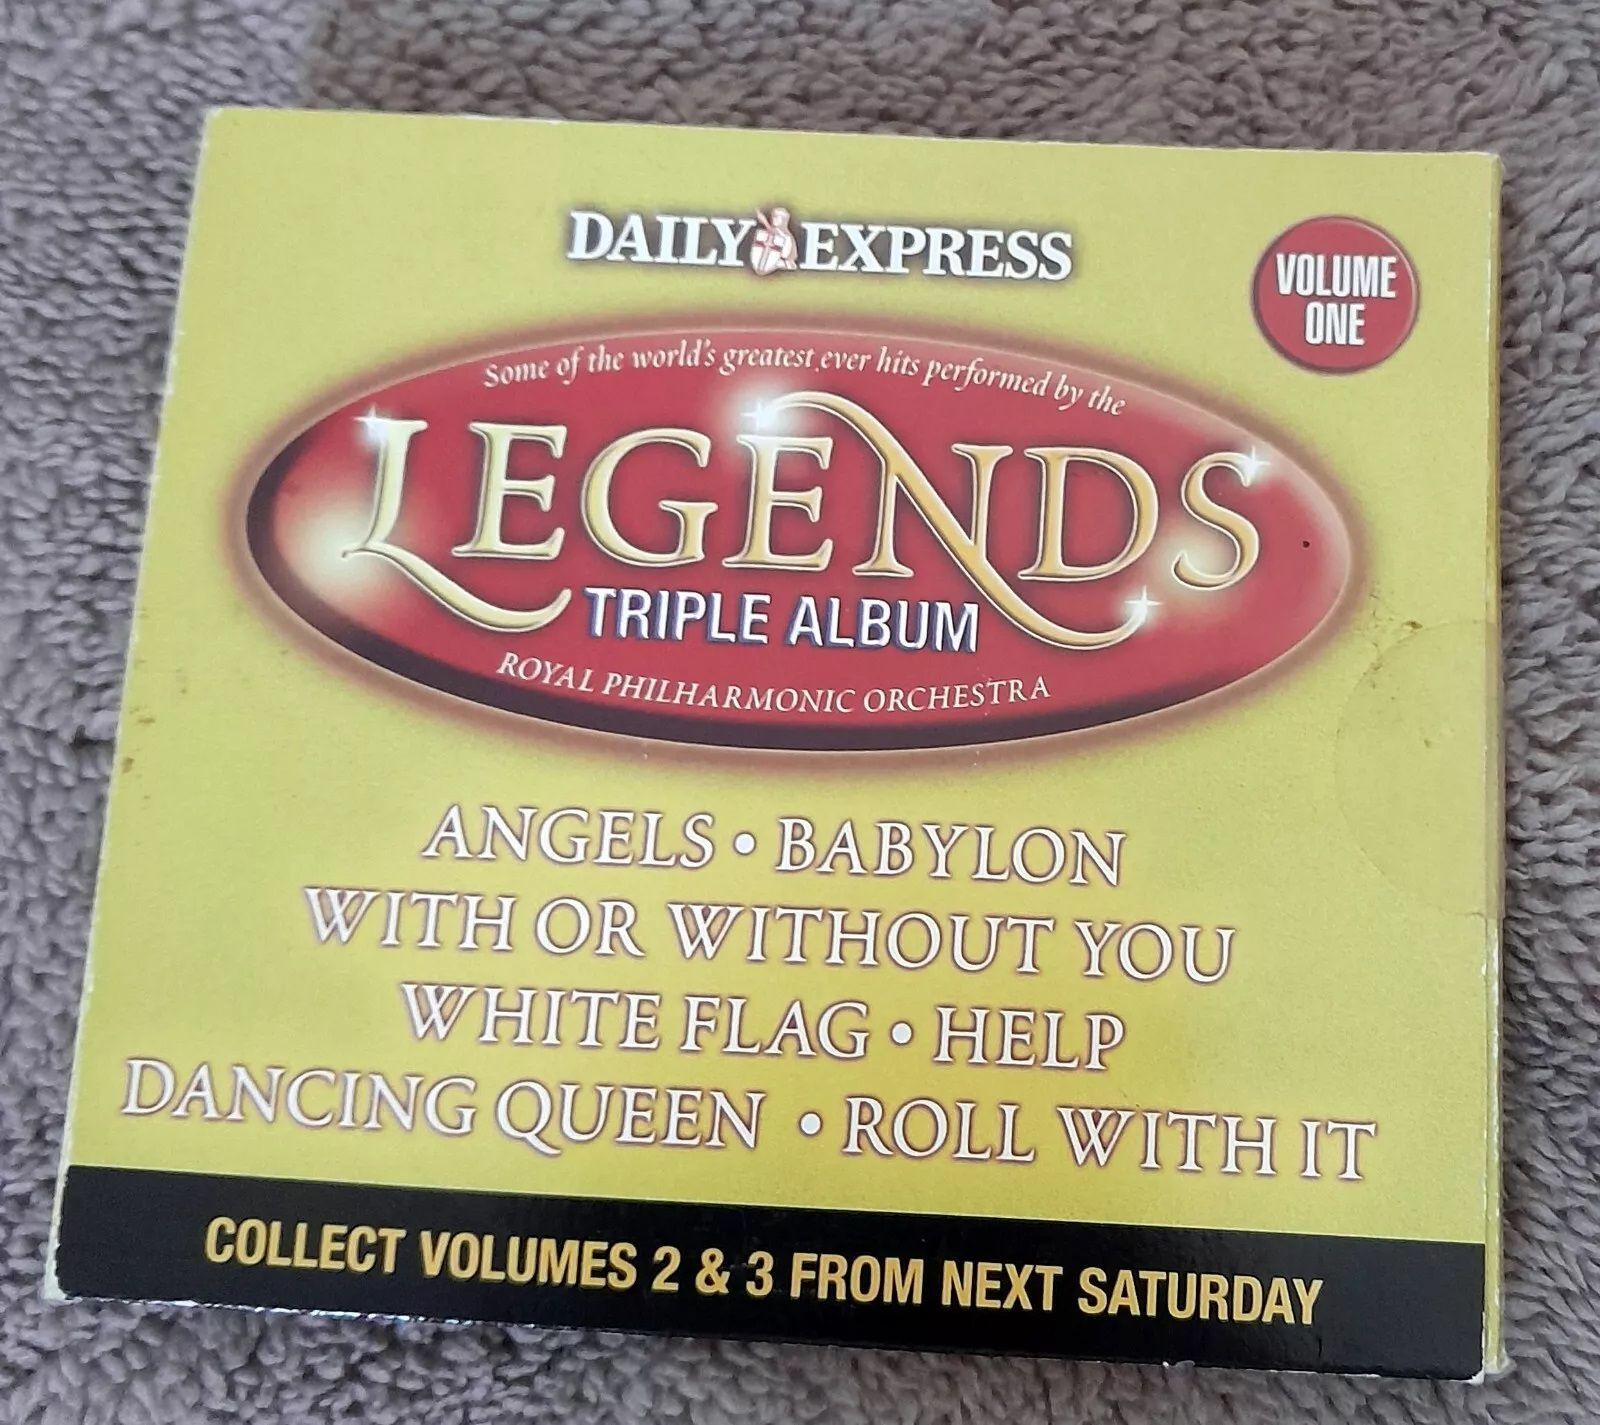 DAILY EXPRESS
VOLUME
ONE
Some of the world's greatest ever hits performed by the
LEGENDS
TRIPLE ALBUM
ROYAL PHILHARMONIC ORCHESTRA
ANGELS • BABYLON
WITH OR WITHOUT YOU
WHITE FLAG • HELP
DANCING QUEEN • ROLL WITH IT
COLLECT VOLUMES 2 & 3 FROM NEXT SATURDAY